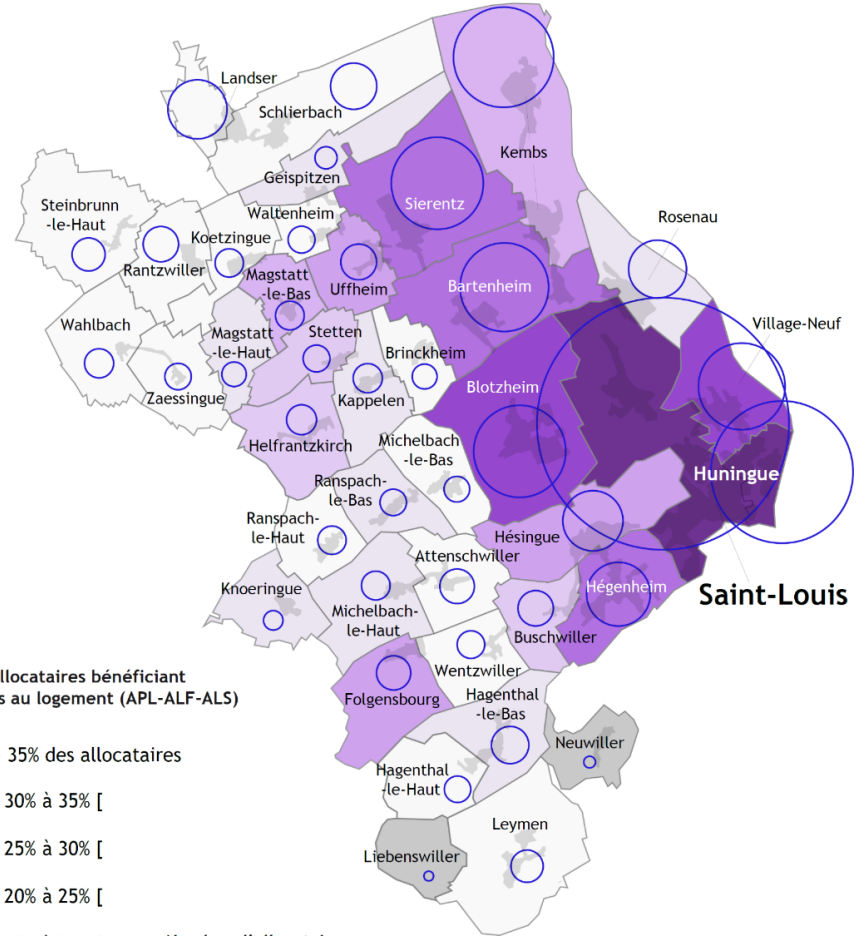 Landser
Schlierbach
Kembs
Geispitzen
Sierentz
Steinbrunn
-le-Haut
Waltenheim
Rosenau
Koetzingue
Rantzwiller
Magstatt
-le-Bas
Uffheim
Bartenheim
Wahlbach
Magstatt
-le-Haut
Stetten
Village-Neuf
Brinckheim
Zaessingue
Kappelen
Blotzheim
Helfrantzkirch
Michelbach
-le-Bas
Huningue
Ranspach-
le-Bas
Ranspach-
le-Haut
Hésingue
Attenschwiller
Knoeringue
Hégenheim
Saint-Louis
Michelbach-
le-Haut
Buschwiller
Wentzwiller
Folgensbourg
Hagenthal
-le-Bas
Neuwiller
Hagenthal
-le-Haut
Leymen
Liebenswiller
llocataires bénéficiant
s au logement (APL-ALF-ALS)
35% des allocataires
30% à 35% [
25% à 30% [
20% à 25% [